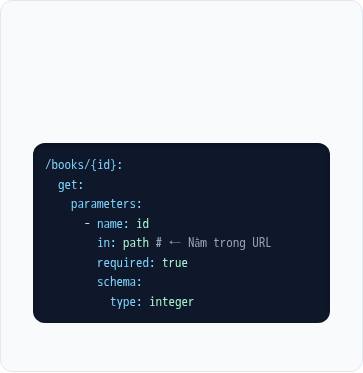 /books/{id}:
  get:
    parameters:
      - name: id
        in: path # ← Nằm trong URL
        required: true
        schema:
          type: integer